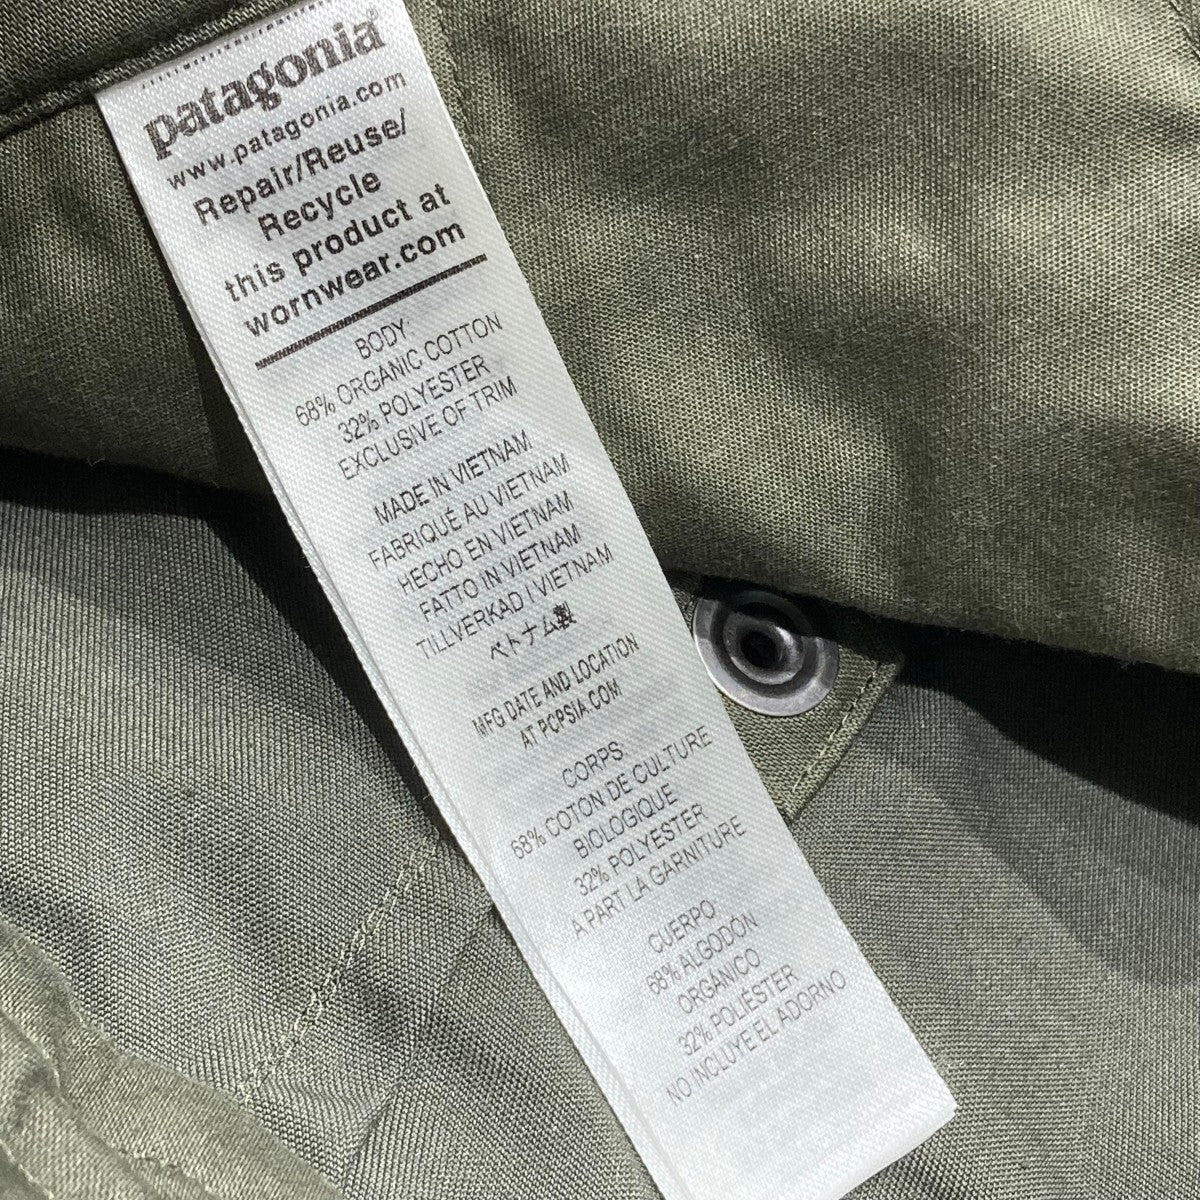 patagonia®
www.patagonia.com
Repair/Reuse/
Recycle
this product at
wornwear.com
BODY:
68% ORGANIC COTTON
32% POLYESTER
EXCLUSIVE OF TRIM
MADE IN VIETNAM
FABRIQUÉ AU VIETNAM
HECHO EN VIETNAM
FATTO IN VIETNAM
TILLVERKAD I VIETNAM
ベトナム製
MFG DATE AND LOCATION
AT PCPSIA.COM
CORPS:
68% COTON DE CULTURE
BIOLOGIQUE
32% POLYESTER
A PART LA GARNITURE
CUERPO:
68% ALGODÓN
ORGÁNICO
32% POLIÉSTER
NO INCLUYE EL ADORNO